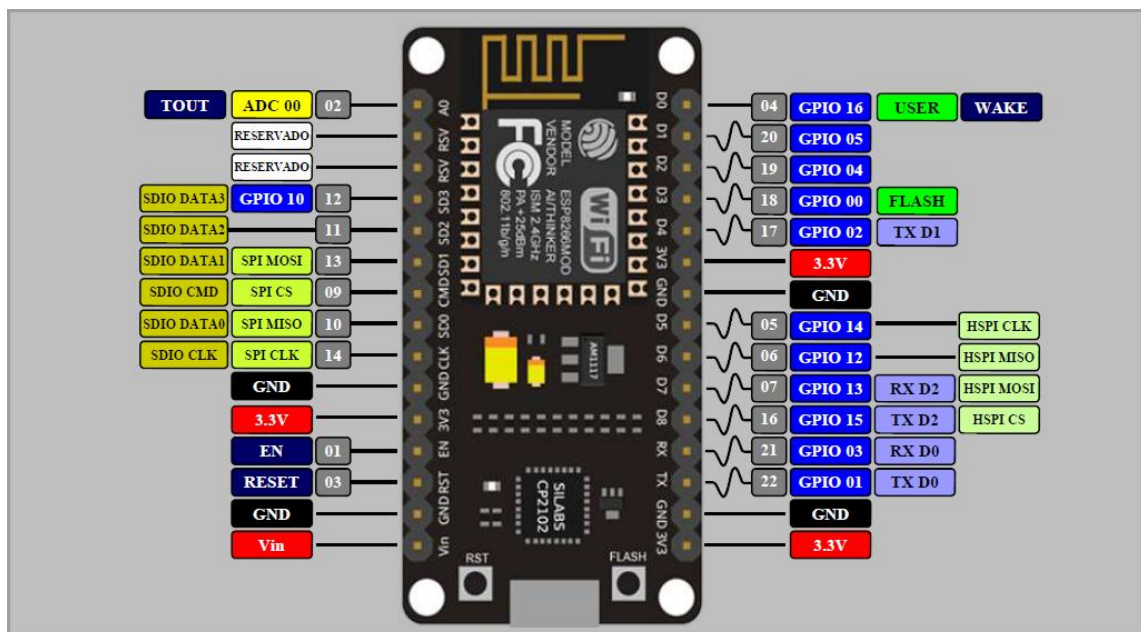 TOUT ADC 00 02
RESERVADO
RESERVADO
SDIO DATA3 GPIO 10 12
SDIO DATA2 11
SDIO DATA1 SPI MOSI 13
SDIO CMD SPI CS 09
SDIO DATA0 SPI MISO 10
SDIO CLK SPI CLK 14
GND
3.3V
EN 01
RESET 03
GND
Vin
A0
RSV
RSV
SD3
SD2
SD1
CMD
SD0
CLK
GND
3V3
EN
RST
GND
Vin
MODEL
VENDOR
ESP8266MOD
AI/THINKER
ISM 2.4GHz
PA +25dBm
802.11b/g/n
FC
Wi Fi
AM1117
SILABS
CP2102
RST
FLASH
D0
D1
D2
D3
D4
3V3
GND
D5
D6
D7
D8
RX
TX
GND
3V3
04 GPIO 16 USER WAKE
20 GPIO 05
19 GPIO 04
18 GPIO 00 FLASH
17 GPIO 02 TX D1
3.3V
GND
05 GPIO 14 HSPI CLK
06 GPIO 12 HSPI MISO
07 GPIO 13 RX D2 HSPI MOSI
16 GPIO 15 TX D2 HSPI CS
21 GPIO 03 RX D0
22 GPIO 01 TX D0
GND
3.3V